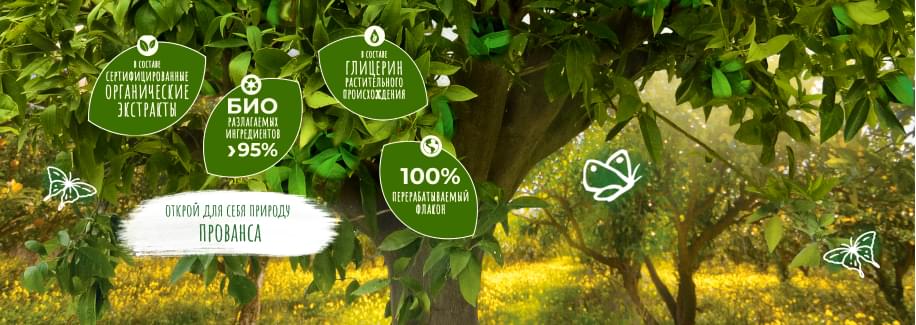 В СОСТАВЕ
СЕРТИФИЦИРОВАННЫЕ
ОРГАНИЧЕСКИЕ
ЭКСТРАКТЫ
БИО
РАЗЛАГАЕМЫХ
ИНГРЕДИЕНТОВ
>95%
В СОСТАВЕ
ГЛИЦЕРИН
РАСТИТЕЛЬНОГО
ПРОИСХОЖДЕНИЯ
100%
ПЕРЕРАБАТЫВАЕМЫЙ
ФЛАКОН
ОТКРОЙ ДЛЯ СЕБЯ ПРИРОДУ
ПРОВАНСА